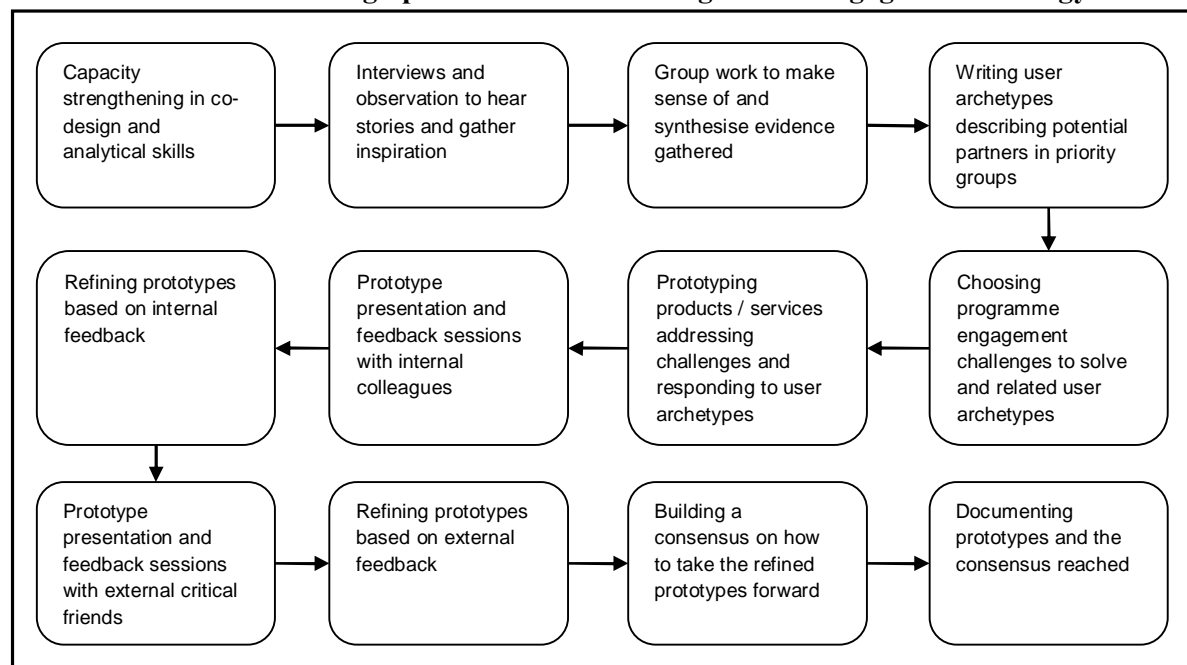 Capacity
strengthening in co-
design and
analytical skills
Interviews and
observation to hear
stories and gather
inspiration
Group work to make
sense of and
synthesise evidence
gathered
Writing user
archetypes
describing potential
partners in priority
groups
Choosing
programme
engagement
challenges to solve
and related user
archetypes
Prototyping
products / services
addressing
challenges and
responding to user
archetypes
Prototype
presentation and
feedback sessions
with internal
colleagues
Refining prototypes
based on internal
feedback
Prototype
presentation and
feedback sessions
with external critical
friends
Refining prototypes
based on external
feedback
Building a
consensus on how
to take the refined
prototypes forward
Documenting
prototypes and the
consensus reached